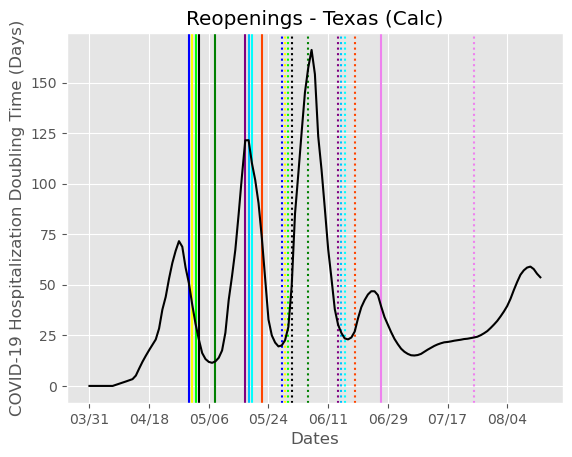 Reopenings - Texas (Calc)
COVID-19 Hospitalization Doubling Time (Days)
150
125
100
75
50
25
0
03/31 04/18 05/06 05/24 06/11 06/29 07/17 08/04
Dates